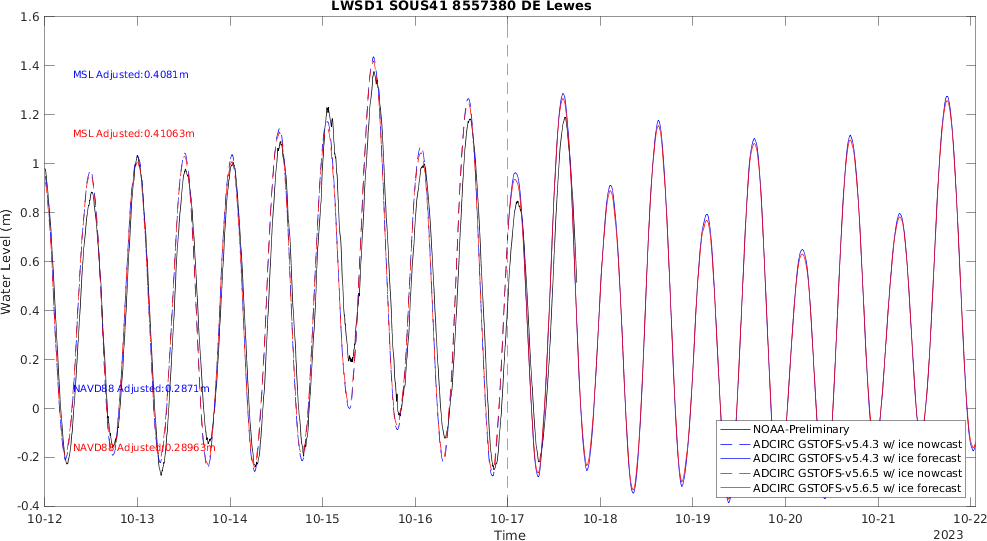 LWSD1 SOUS41 8557380 DE Lewes
1.6
1.4
1.2
1
0.8
0.6
0.4
0.2
0
-0.2
-0.4
Water Level (m)
MSL Adjusted:0.4081m
MSL Adjusted:0.41063m
NAVD88 Adjusted:0.2871m
NAVD88 Adjusted:0.28963m
NOAA-Preliminary
ADCIRC GSTOFS-v5.4.3 w/ ice nowcast
ADCIRC GSTOFS-v5.4.3 w/ ice forecast
ADCIRC GSTOFS-v5.6.5 w/ ice nowcast
ADCIRC GSTOFS-v5.6.5 w/ ice forecast
10-12 10-13 10-14 10-15 10-16 10-17 10-18 10-19 10-20 10-21 10-22
Time
2023